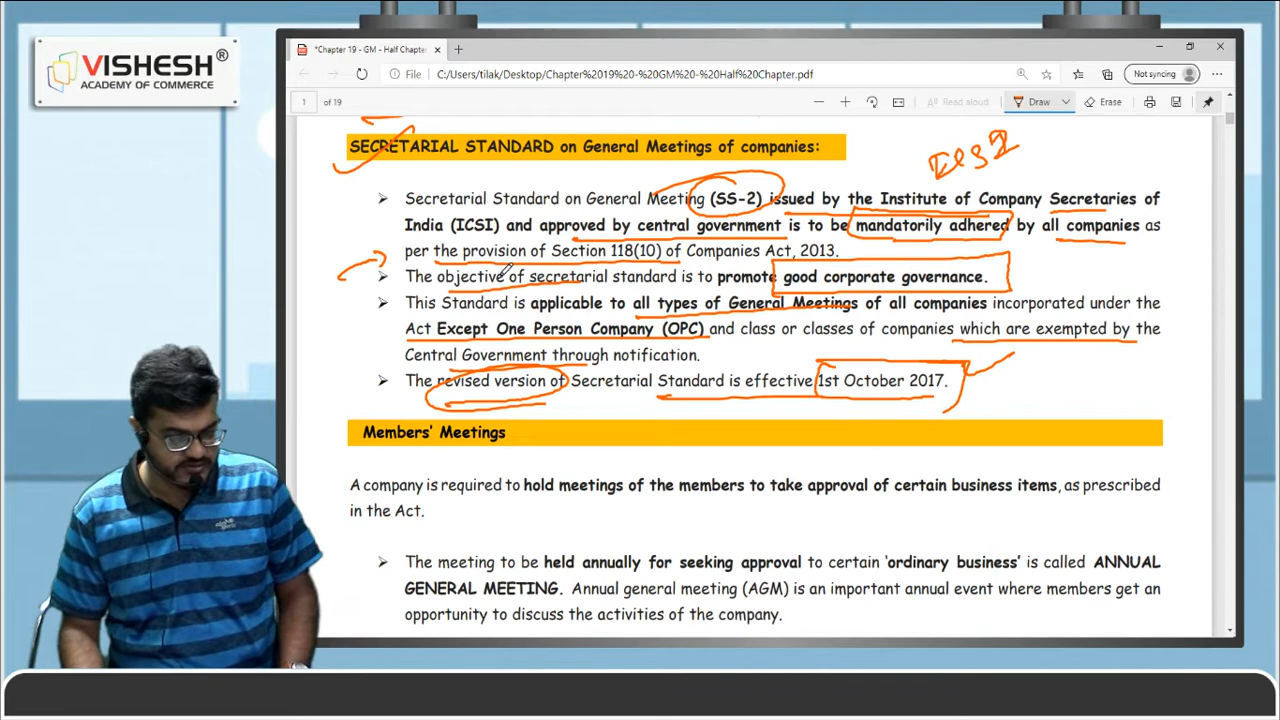 VISHESH®
ACADEMY OF COMMERCE
*Chapter 19 - GM - Half Chapter
File C:/Users/tilak/Desktop/Chapter%2019%20-%20GM%20-%20Half%20Chapter.pdf
Not syncing
1 of 19
Read aloud
Draw
Erase
SECRETARIAL STANDARD on General Meetings of companies:
Secretarial Standard on General Meeting (SS-2) issued by the Institute of Company Secretaries of
India (ICSI) and approved by central government is to be mandatorily adhered by all companies as
per the provision of Section 118(10) of Companies Act, 2013.
The objective of secretarial standard is to promote good corporate governance.
This Standard is applicable to all types of General Meetings of all companies incorporated under the
Act Except One Person Company (OPC) and class or classes of companies which are exempted by the
Central Government through notification.
The revised version of Secretarial Standard is effective 1st October 2017.
Members' Meetings
A company is required to hold meetings of the members to take approval of certain business items, as prescribed
in the Act.
The meeting to be held annually for seeking approval to certain 'ordinary business' is called ANNUAL
GENERAL MEETING. Annual general meeting (AGM) is an important annual event where members get an
opportunity to discuss the activities of the company.